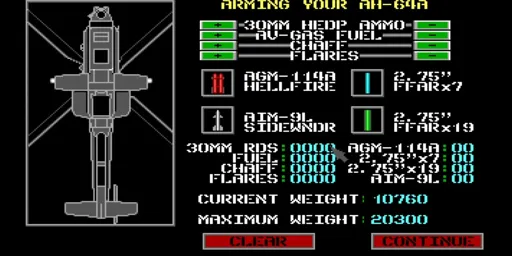 ARMING YOUR AH-64A
+ 30MM HEDP AMMO -
+ AV-GAS FUEL -
+ CHAFF -
+ FLARES -
AGM-114A HELLFIRE
2.75" FFARx7
AIM-9L SIDEWNDR
2.75" FFARx19
30MM RDS:0000 AGM-114A:00
FUEL:0000 2.75"x7:00
CHAFF:0000 2.75"x19:00
FLARES:0000 AIM-9L:00
CURRENT WEIGHT:10760
MAXIMUM WEIGHT:20300
CLEAR CONTINUE